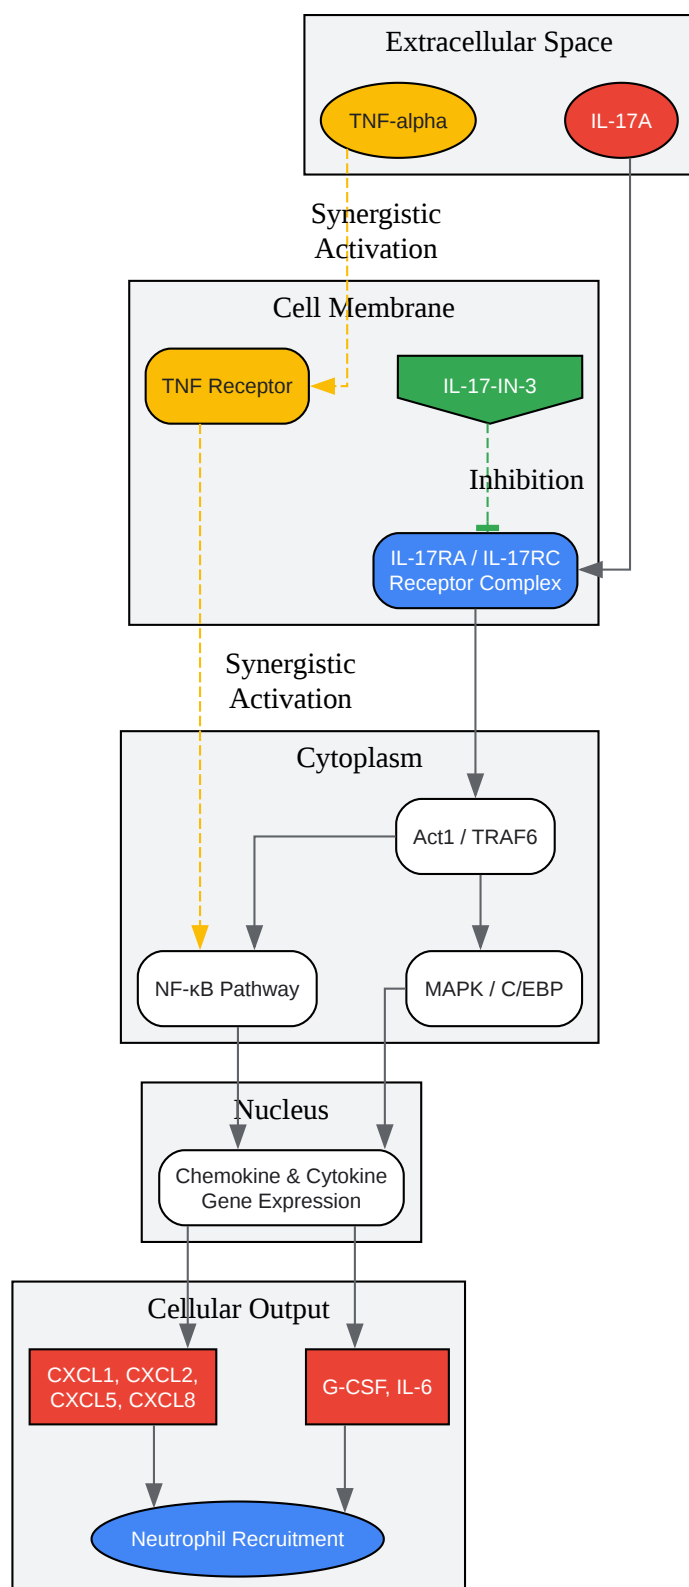 Extracellular Space
TNF-alpha
IL-17A
Synergistic
Activation
Cell Membrane
TNF Receptor
IL-17-IN-3
Inhibition
IL-17RA / IL-17RC
Receptor Complex
Synergistic
Activation
Cytoplasm
Act1 / TRAF6
NF-κB Pathway
MAPK / C/EBP
Nucleus
Chemokine & Cytokine
Gene Expression
Cellular Output
CXCL1, CXCL2,
CXCL5, CXCL8
G-CSF, IL-6
Neutrophil Recruitment